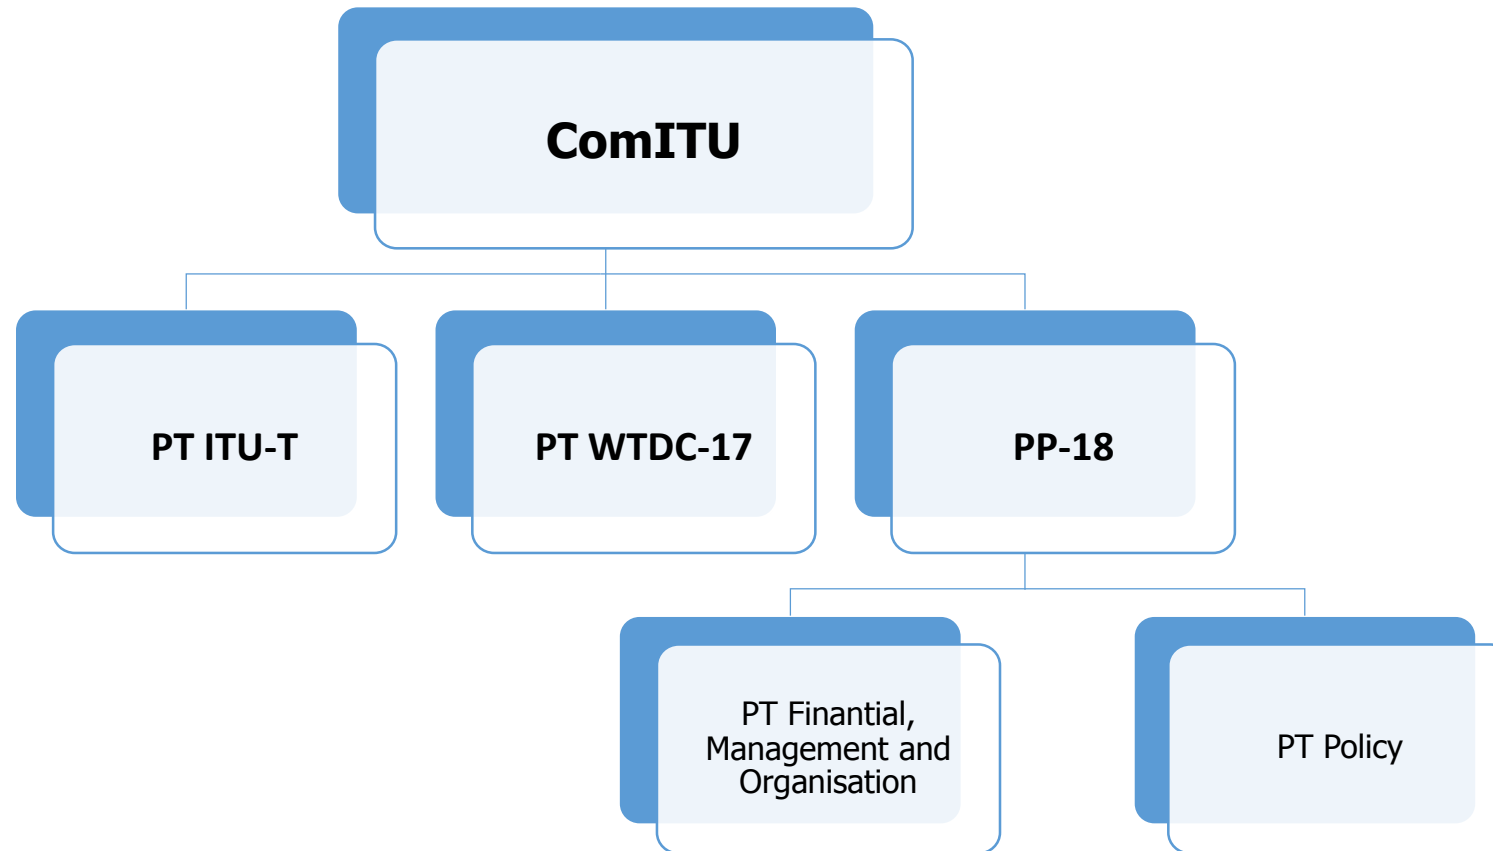 ComITU
PT ITU-T
PT WTDC-17
PP-18
PT Finantial,
Management and
Organisation
PT Policy